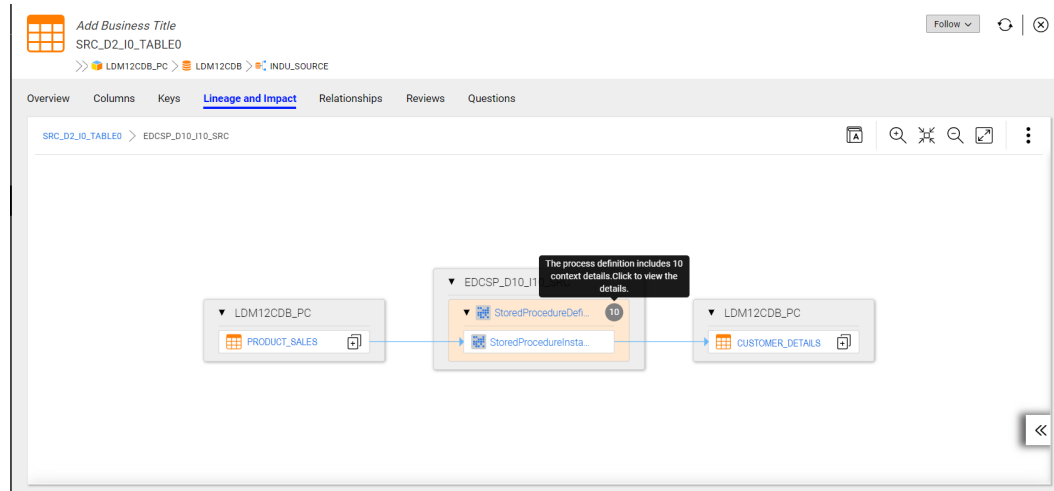 Add Business Title
Follow
SRC_D2_I0_TABLE0
LDM12CDB_PC LDM12CDB INDU_SOURCE
Overview Columns Keys Lineage and Impact Relationships Reviews Questions
SRC_D2_I0_TABLE0 EDCSP_D10_I10_SRC
A
The process definition includes 10
context details.Click to view the
details.
EDCSP_D10_I10_SRC
LDM12CDB_PC
StoredProcedureDefi...
10
LDM12CDB_PC
PRODUCT_SALES
StoredProcedureInsta...
CUSTOMER_DETAILS